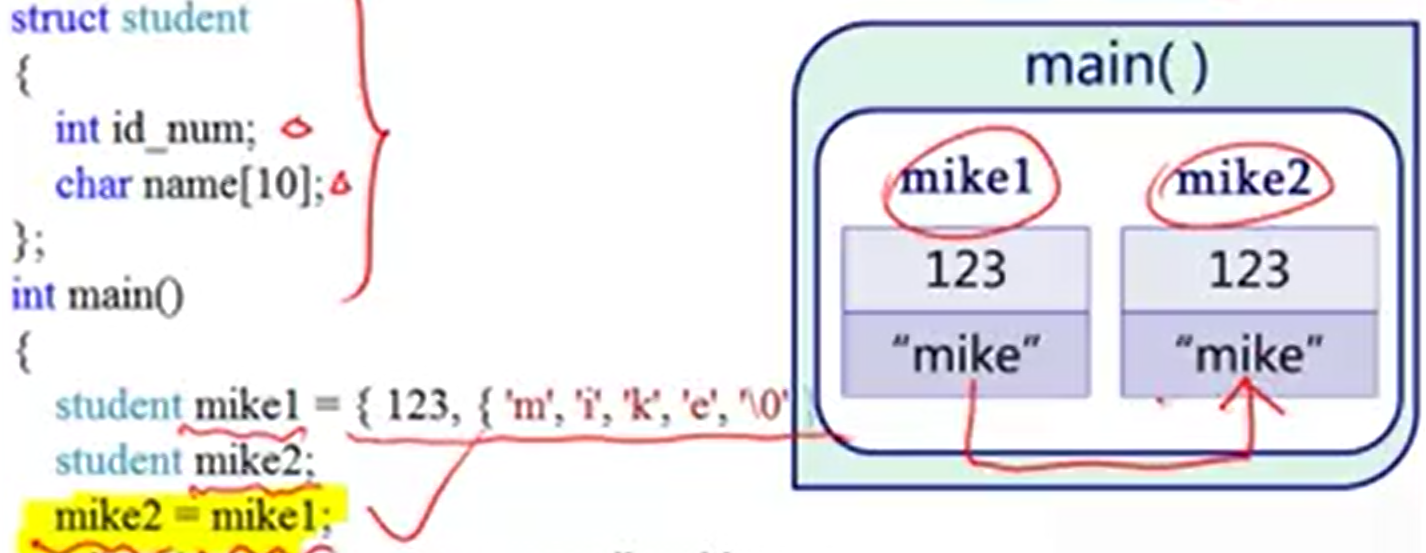 struct student
{
int id_num;
char name[10];
};
int main()
{
student mike1 = { 123, { 'm', 'i', 'k', 'e', '\0' }
student mike2;
mike2 = mike1;
main( )
mike1 mike2
123 123
“mike” “mike”